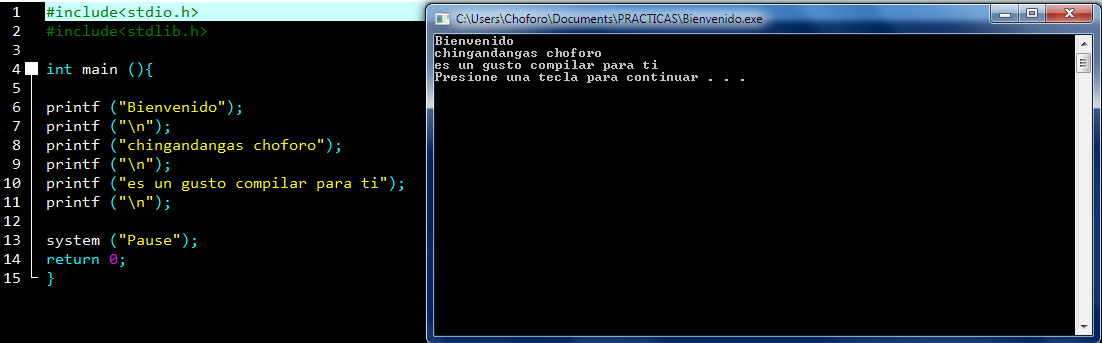 1 #include<stdio.h>
2 #include<stdlib.h>
3
4 int main (){
5
6 printf ("Bienvenido");
7 printf ("\n");
8 printf ("chingandangas choforo");
9 printf ("\n");
10 printf ("es un gusto compilar para ti");
11 printf ("\n");
12
13 system ("Pause");
14 return 0;
15 }
C:\Users\Choforo\Documents\PRACTICAS\Bienvenido.exe
Bienvenido
chingandangas choforo
es un gusto compilar para ti
Presione una tecla para continuar . . .